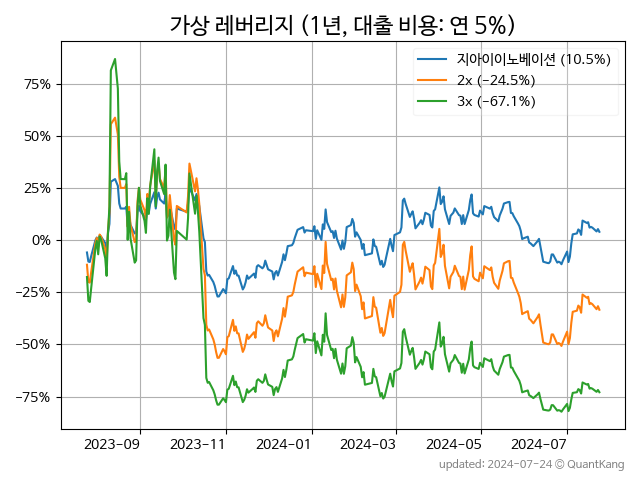 가상 레버리지 (1년, 대출 비용: 연 5%)
지아이이노베이션 (10.5%)
2x (−24.5%)
3x (−67.1%)
75%
50%
25%
0%
−25%
−50%
−75%
2023−09
2023−11
2024−01
2024−03
2024−05
2024−07
updated: 2024-07-24 © QuantKang